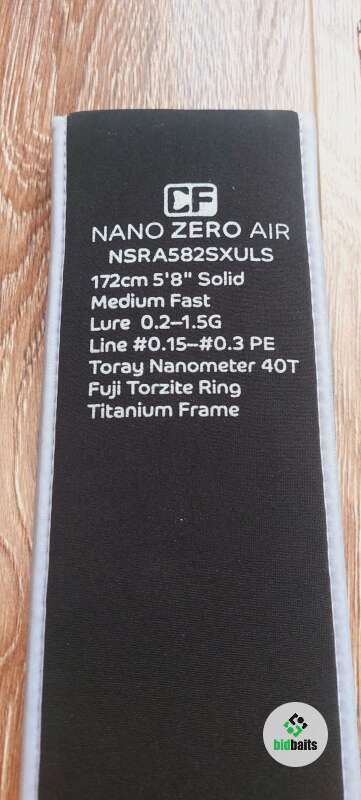 CF
NANO ZERO AIR
NSRA582SXULS
172cm 5'8" Solid
Medium Fast
Lure 0.2–1.5G
Line #0.15–#0.3 PE
Toray Nanometer 40T
Fuji Torzite Ring
Titanium Frame
bidbaits